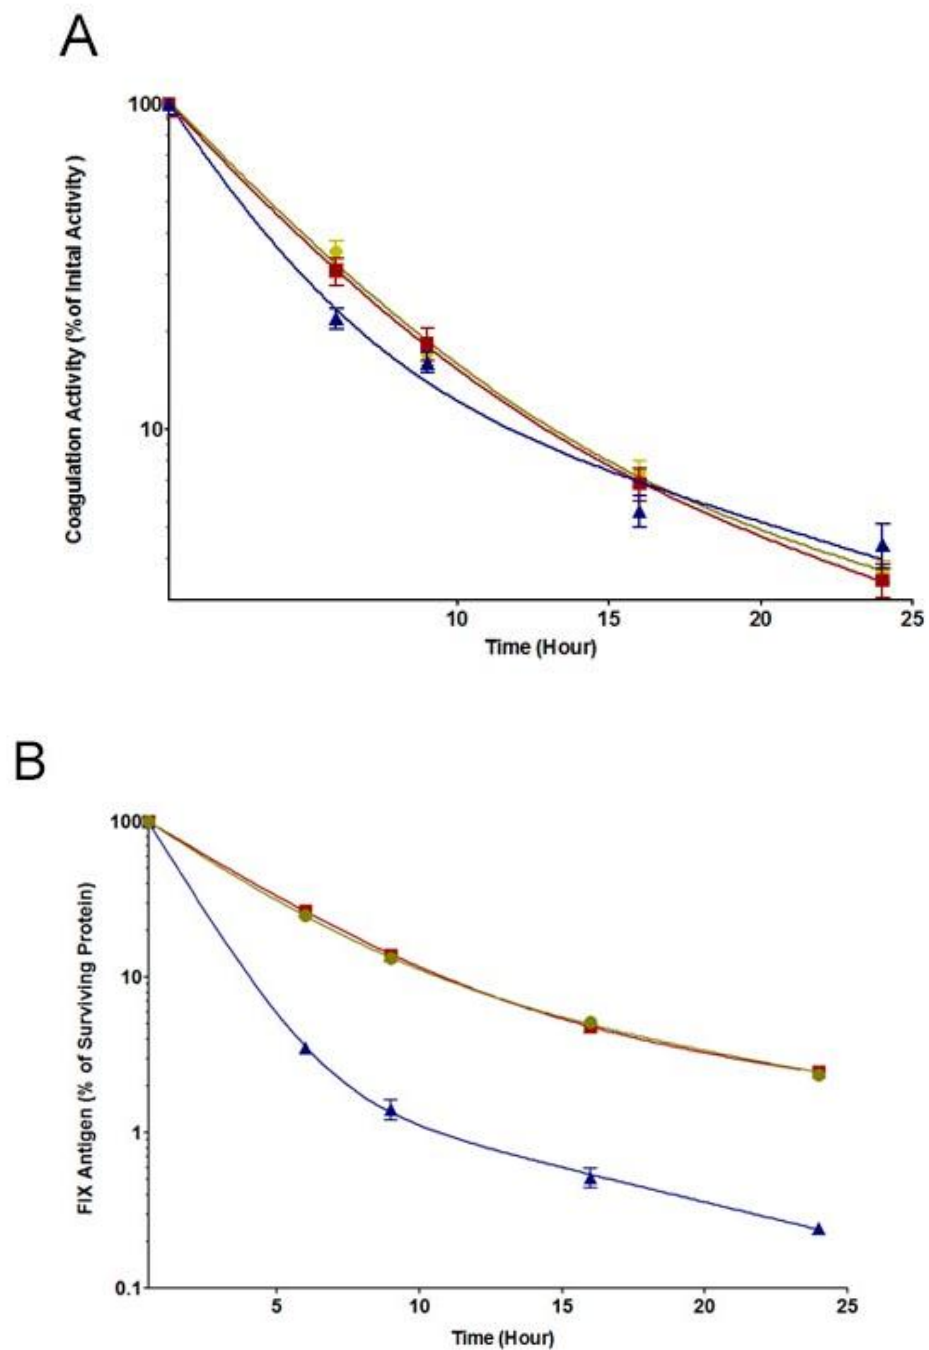 A
100
10
Coagulation Activity (% of Inital Activity )
10 15 20 25
Time (Hour)
B
100
10
1
0.1
FIX Antigen (% of Surviving Protein)
5 10 15 20 25
Time (Hour)